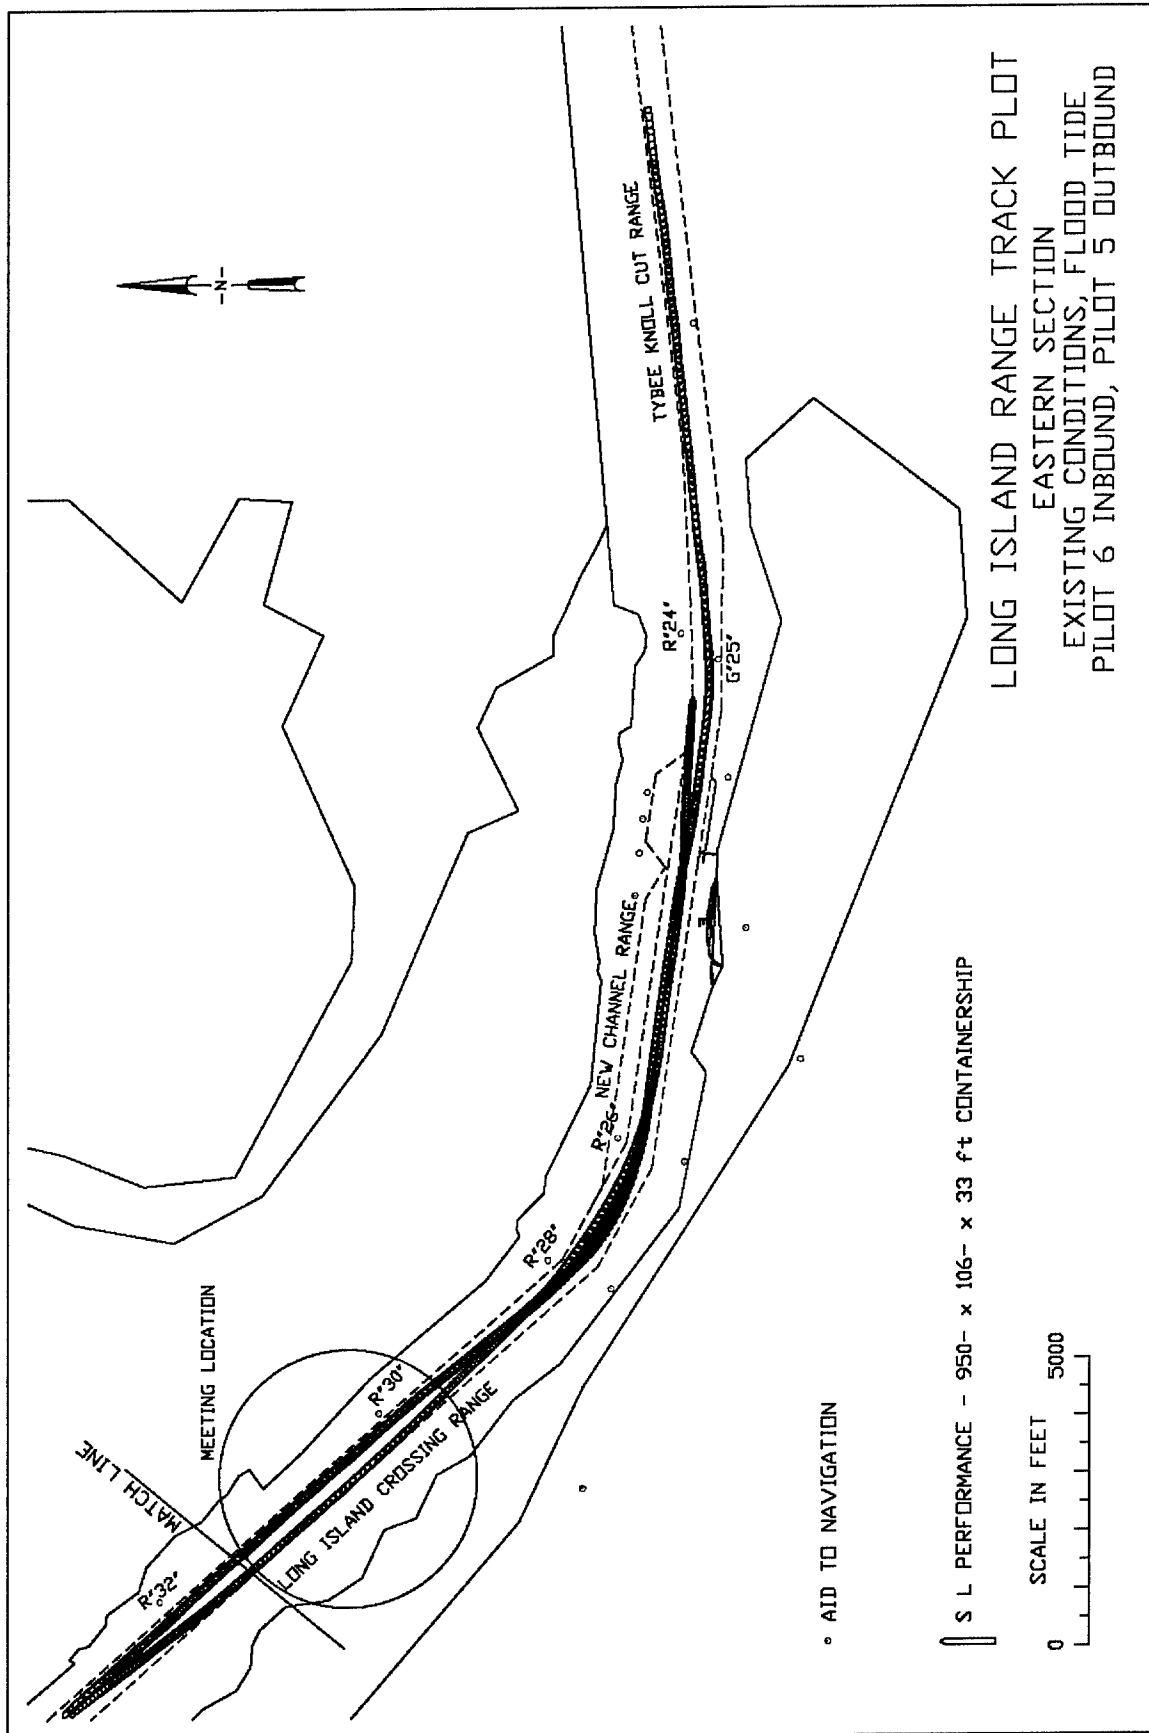 MATCH LINE
MEETING LOCATION
R"32"
R"30"
LONG ISLAND CROSSING RANGE
R"28"
R"26"
NEW CHANNEL RANGE
R"24"
G"25"
TYBEE KNOLL CUT RANGE
-N-
AID TO NAVIGATION
S L PERFORMANCE - 950- x 106- x 33 ft CONTAINERSHIP
SCALE IN FEET
0 5000
LONG ISLAND RANGE TRACK PLOT
EASTERN SECTION
EXISTING CONDITIONS, FLOOD TIDE
PILOT 6 INBOUND, PILOT 5 OUTBOUND